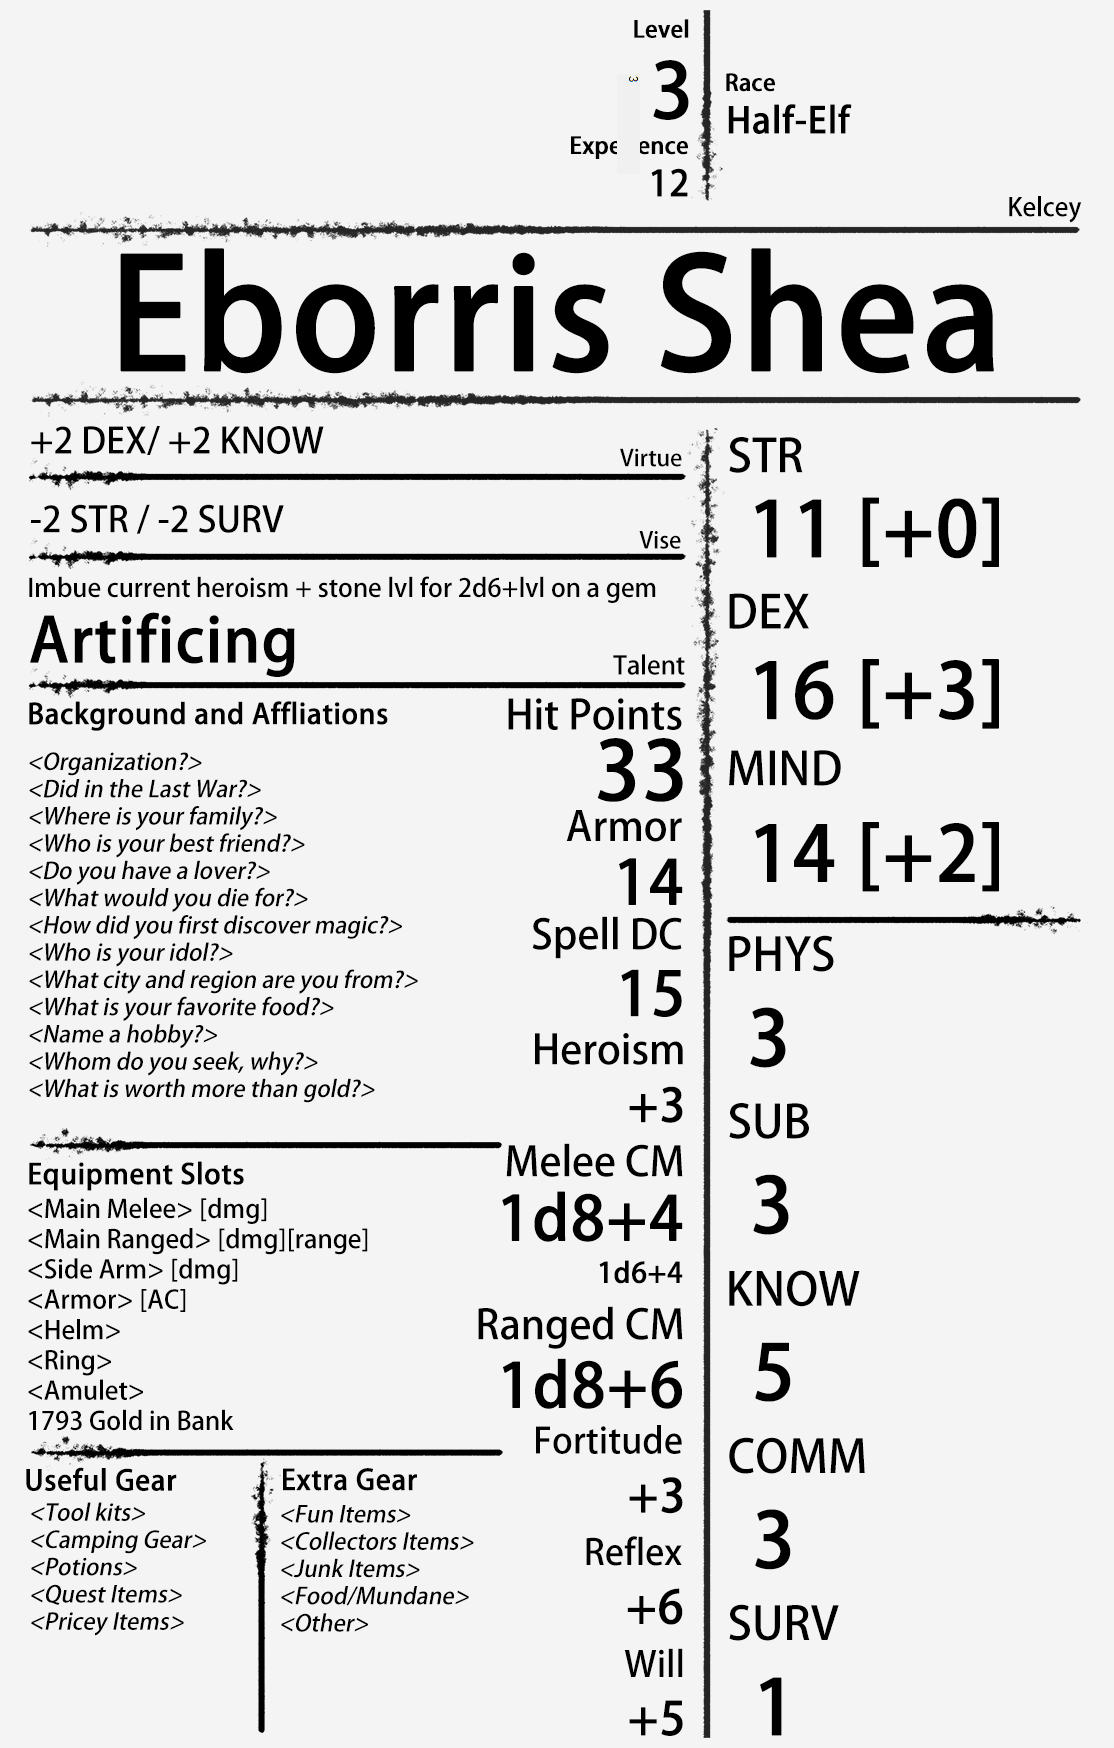 Level
3
3
Race
Half-Elf
Expe ence
12
Kelcey
Eborris Shea
+2 DEX/ +2 KNOW
Virtue
-2 STR / -2 SURV
Vise
Imbue current heroism + stone lvl for 2d6+lvl on a gem
Artificing
Talent
Background and Affliations
<Organization?>
<Did in the Last War?>
<Where is your family?>
<Who is your best friend?>
<Do you have a lover?>
<What would you die for?>
<How did you first discover magic?>
<Who is your idol?>
<What city and region are you from?>
<What is your favorite food?>
<Name a hobby?>
<Whom do you seek, why?>
<What is worth more than gold?>
Equipment Slots
<Main Melee> [dmg]
<Main Ranged> [dmg][range]
<Side Arm> [dmg]
<Armor> [AC]
<Helm>
<Ring>
<Amulet>
1793 Gold in Bank
Useful Gear
<Tool kits>
<Camping Gear>
<Potions>
<Quest Items>
<Pricey Items>
Extra Gear
<Fun Items>
<Collectors Items>
<Junk Items>
<Food/Mundane>
<Other>
Hit Points
33
Armor
14
Spell DC
15
Heroism
+3
Melee CM
1d8+4
1d6+4
Ranged CM
1d8+6
Fortitude
+3
Reflex
+6
Will
+5
STR
11 [+0]
DEX
16 [+3]
MIND
14 [+2]
PHYS
3
SUB
3
KNOW
5
COMM
3
SURV
1